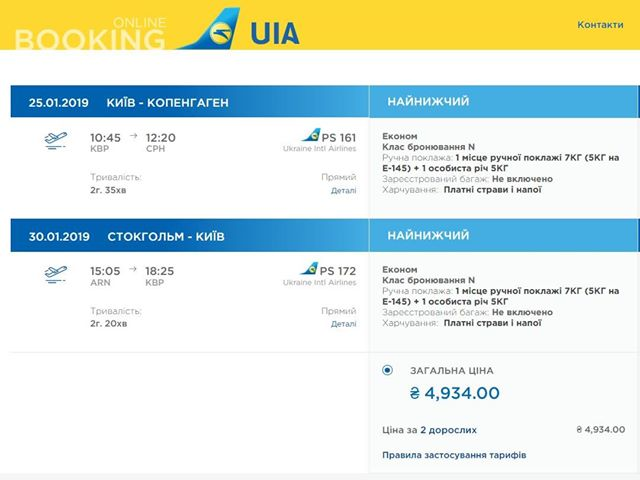 ONLINE
BOOKING
UIA
Контакти
25.01.2019 КИЇВ - КОПЕНГАГЕН
НАЙНИЖЧИЙ
10:45 → 12:20
KBP CPH
PS 161
Ukraine Intl Airlines
Тривалість:
2г. 35хв
Прямий
Деталі
Економ
Клас бронювання N
Ручна поклажа: 1 місце ручної поклажі 7КГ (5КГ на
E-145) + 1 особиста річ 5КГ
Зареєстрований багаж: Не включено
Харчування: Платні страви і напої
30.01.2019 СТОКГОЛЬМ - КИЇВ
НАЙНИЖЧИЙ
15:05 → 18:25
ARN KBP
PS 172
Ukraine Intl Airlines
Тривалість:
2г. 20хв
Прямий
Деталі
Економ
Клас бронювання N
Ручна поклажа: 1 місце ручної поклажі 7КГ (5КГ на
E-145) + 1 особиста річ 5КГ
Зареєстрований багаж: Не включено
Харчування: Платні страви і напої
ЗАГАЛЬНА ЦІНА
₴ 4,934.00
Ціна за 2 дорослих ₴ 4,934.00
Правила застосування тарифів